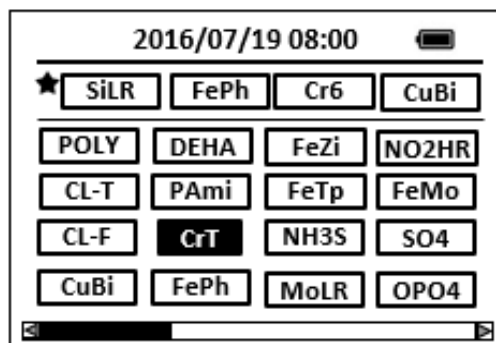 2016/07/19 08:00
SiLR FePh Cr6 CuBi
POLY DEHA FeZi NO2HR
CL-T PAmi FeTp FeMo
CL-F CrT NH3S SO4
CuBi FePh MoLR OPO4